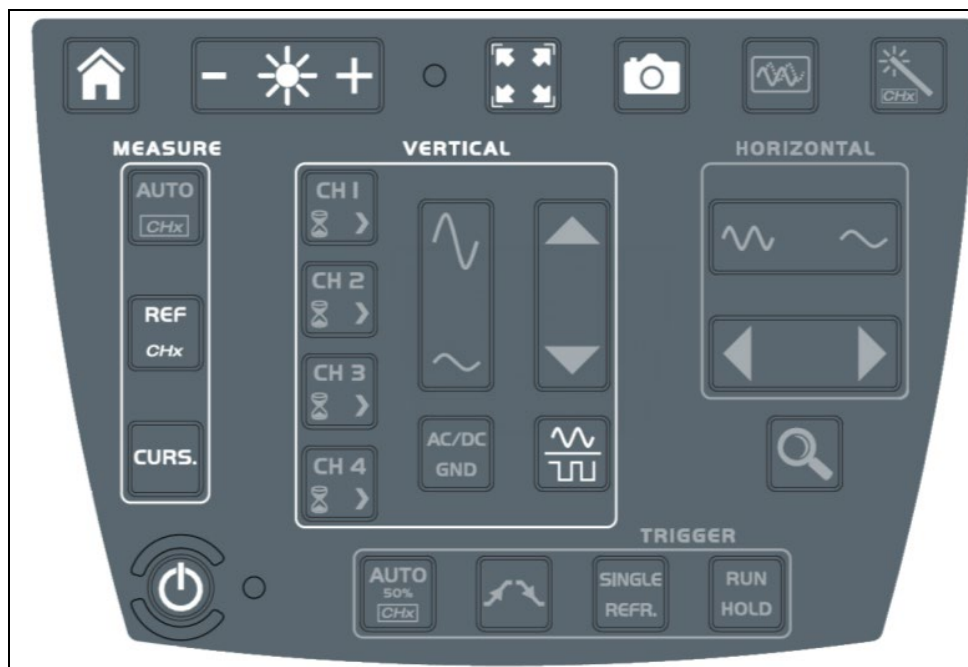 CHx
MEASURE
VERTICAL
HORIZONTAL
AUTO
CHx
REF
CHx
CURS.
CH 1
CH 2
CH 3
CH 4
AC/DC
GND
TRIGGER
AUTO
50%
CHx
SINGLE
REFR.
RUN
HOLD